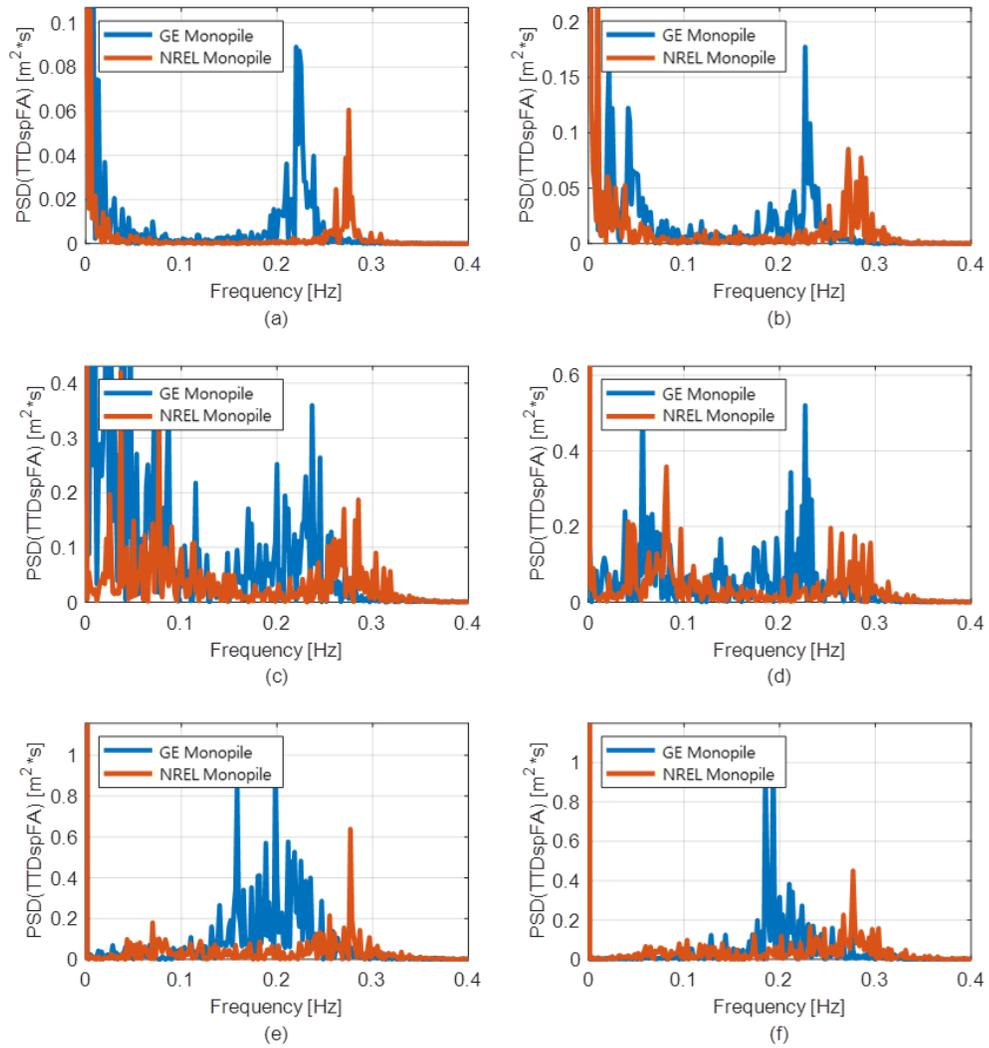 PSD(TTDspFA) [m²*s]
0.1
0.08
0.06
0.04
0.02
0
GE Monopile
NREL Monopile
0 0.1 0.2 0.3 0.4
Frequency [Hz]
(a)
PSD(TTDspFA) [m²*s]
0.2
0.15
0.1
0.05
0
GE Monopile
NREL Monopile
0 0.1 0.2 0.3 0.4
Frequency [Hz]
(b)
PSD(TTDspFA) [m²*s]
0.4
0.3
0.2
0.1
0
GE Monopile
NREL Monopile
0 0.1 0.2 0.3 0.4
Frequency [Hz]
(c)
PSD(TTDspFA) [m²*s]
0.6
0.4
0.2
0
GE Monopile
NREL Monopile
0 0.1 0.2 0.3 0.4
Frequency [Hz]
(d)
PSD(TTDspFA) [m²*s]
1
0.8
0.6
0.4
0.2
0
GE Monopile
NREL Monopile
0 0.1 0.2 0.3 0.4
Frequency [Hz]
(e)
PSD(TTDspFA) [m²*s]
1
0.8
0.6
0.4
0.2
0
GE Monopile
NREL Monopile
0 0.1 0.2 0.3 0.4
Frequency [Hz]
(f)